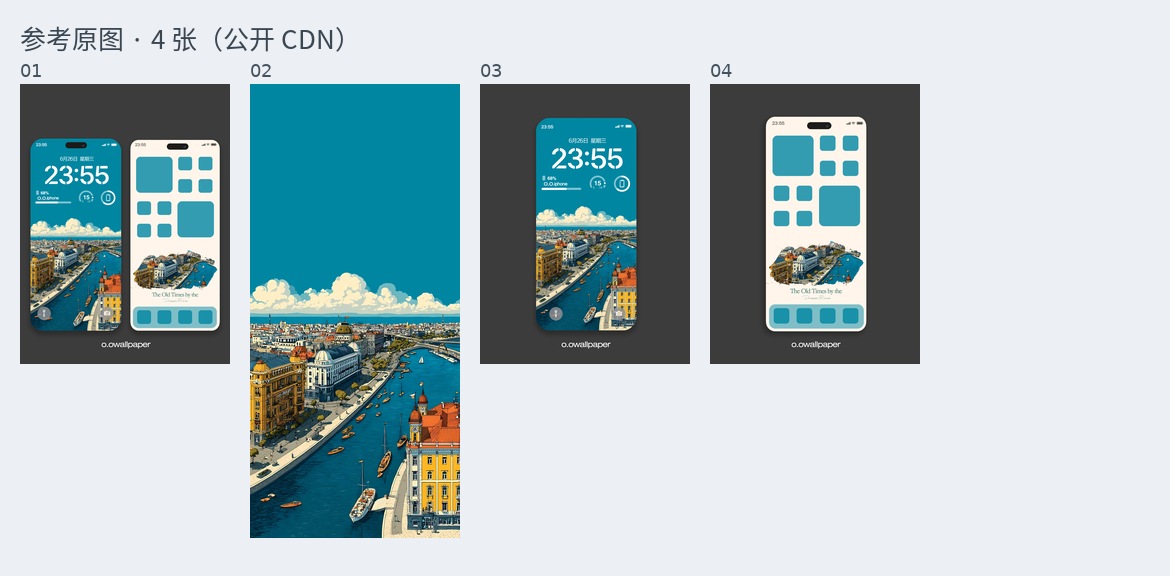 参考原图 · 4 张（公开 CDN）
01
02
03
04
23:55
6月26日 星期三
23:55
68%
O.O.iphone
15
23:55
The Old Times by the
o.owallpaper
23:55
6月26日 星期三
23:55
68%
O.O.iphone
15
o.owallpaper
23:55
The Old Times by the
o.owallpaper